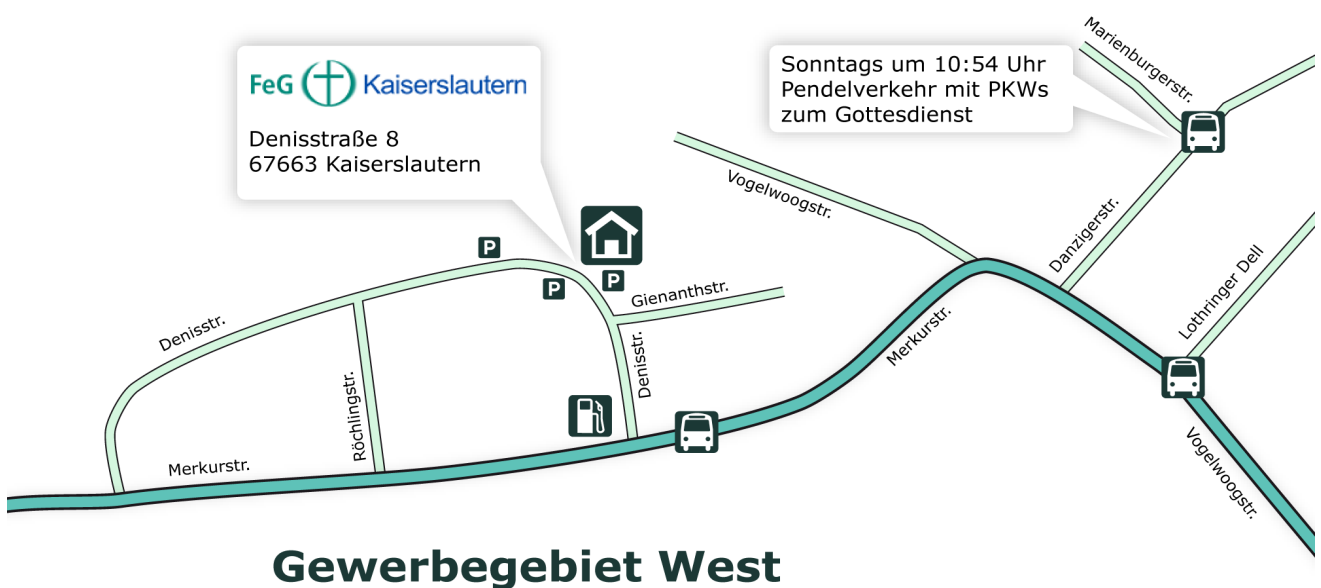 FeG Kaiserslautern
Denisstraße 8
67663 Kaiserslautern
Sonntags um 10:54 Uhr
Pendelverkehr mit PKWs
zum Gottesdienst
Marienburgerstr.
Vogelwoogstr.
Danzigerstr.
Lothringer Dell
P
P
P
Gienanthstr.
Denisstr.
Denisstr.
Röchlingstr.
Merkurstr.
Merkurstr.
Vogelwoogstr.
Gewerbegebiet West